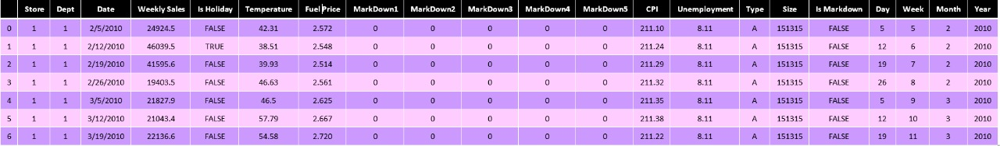 Store Dept Date Weekly Sales Is Holiday Temperature Fuel Price MarkDown1 MarkDown2 MarkDown3 MarkDown4 MarkDown5 CPI Unemployment Type Size Is Markdown Day Week Month Year
0 1 1 2/5/2010 24924.5 FALSE 42.31 2.572 0 0 0 0 0 211.10 8.11 A 151315 FALSE 5 5 2 2010
1 1 1 2/12/2010 46039.5 TRUE 38.51 2.548 0 0 0 0 0 211.24 8.11 A 151315 FALSE 12 6 2 2010
2 1 1 2/19/2010 41595.6 FALSE 39.93 2.514 0 0 0 0 0 211.29 8.11 A 151315 FALSE 19 7 2 2010
3 1 1 2/26/2010 19403.5 FALSE 46.63 2.561 0 0 0 0 0 211.32 8.11 A 151315 FALSE 26 8 2 2010
4 1 1 3/5/2010 21827.9 FALSE 46.5 2.625 0 0 0 0 0 211.35 8.11 A 151315 FALSE 5 9 3 2010
5 1 1 3/12/2010 21043.4 FALSE 57.79 2.667 0 0 0 0 0 211.38 8.11 A 151315 FALSE 12 10 3 2010
6 1 1 3/19/2010 22136.6 FALSE 54.58 2.720 0 0 0 0 0 211.22 8.11 A 151315 FALSE 19 11 3 2010